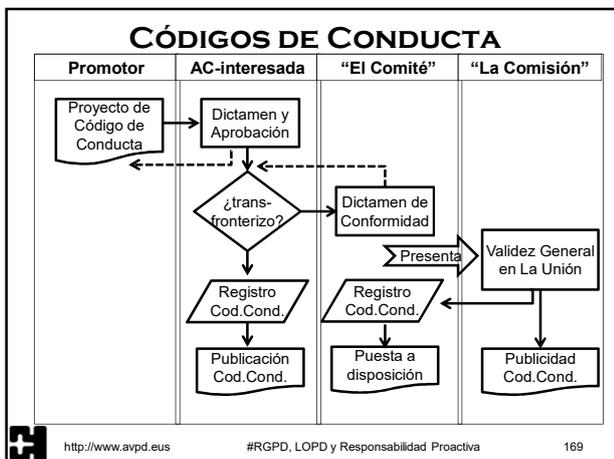 CÓDIGOS DE CONDUCTA
Promotor
AC-interesada
“El Comité”
“La Comisión”
Proyecto de
Código de
Conducta
Dictamen y
Aprobación
¿trans-
fronterizo?
Dictamen de
Conformidad
Presenta
Validez General
en La Unión
Registro
Cod.Cond.
Registro
Cod.Cond.
Publicación
Cod.Cond.
Puesta a
disposición
Publicidad
Cod.Cond.
http://www.avpd.eus
#RGPD, LOPD y Responsabilidad Proactiva
169